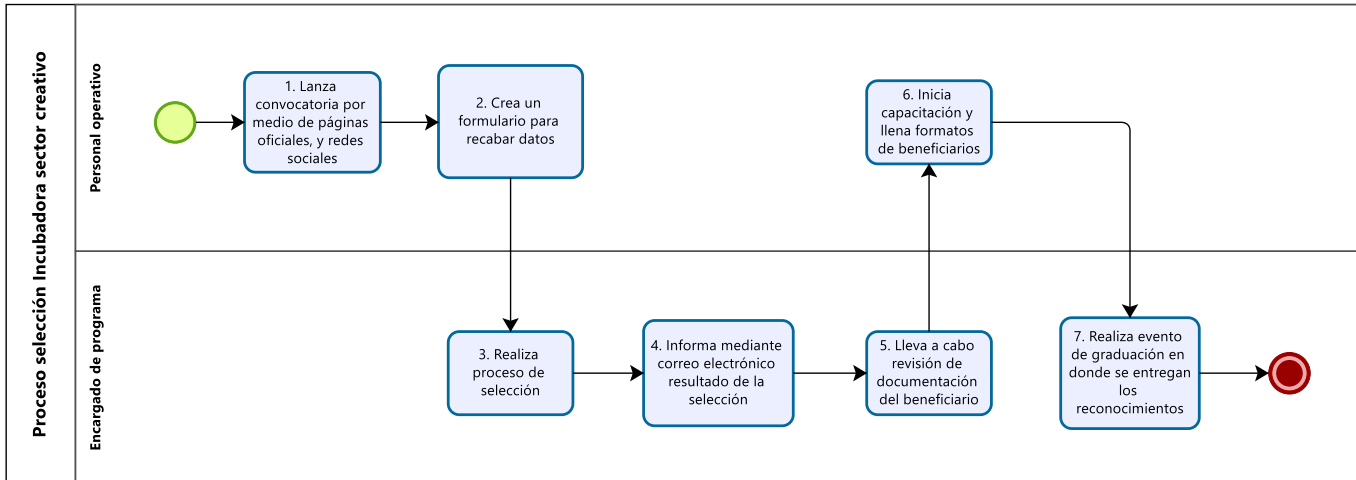 Proceso selección Incubadora sector creativo
Personal operativo
1. Lanza
convocatoria por
medio de páginas
oficiales, y redes
sociales
2. Crea un
formulario para
recabar datos
6. Inicia
capacitación y
llena formatos
de beneficiarios
Encargado de programa
3. Realiza
proceso de
selección
4. Informa mediante
correo electrónico
resultado de la
selección
5. Lleva a cabo
revisión de
documentación
del beneficiario
7. Realiza evento
de graduación en
donde se entregan
los
reconocimientos